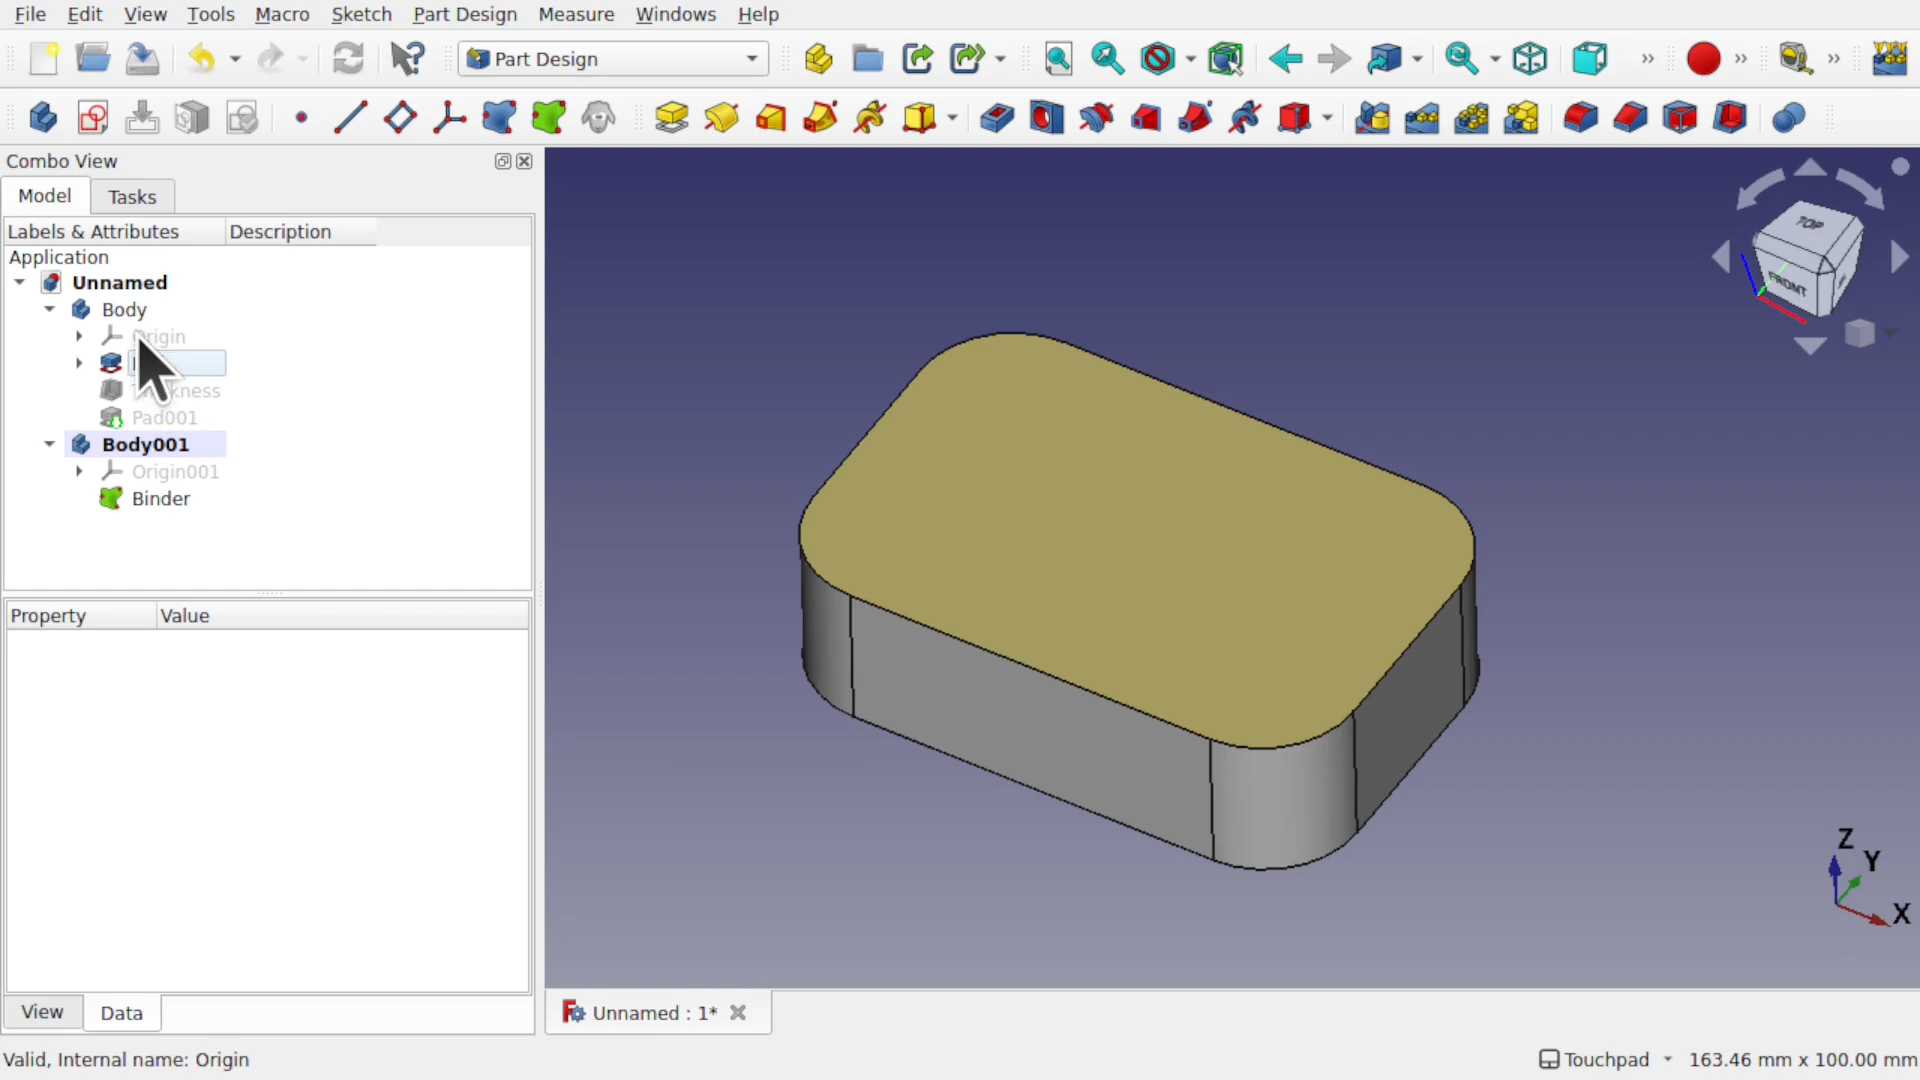 File Edit View Tools Macro Sketch Part Design Measure Windows Help
Part Design
Combo View
Model Tasks
Labels & Attributes Description
Application
Unnamed
Body
Pad001
Body001
Origin001
Binder
Property Value
View Data
Unnamed : 1*
TOP
FRONT
Z
Y
X
Valid, Internal name: Origin
Touchpad 163.46 mm x 100.00 mm